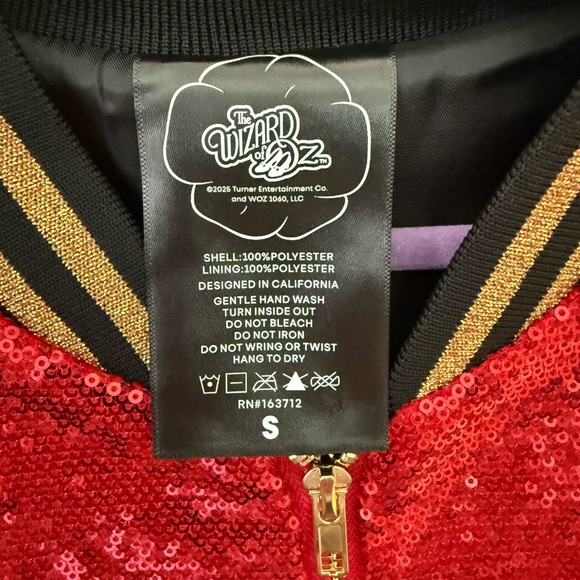 The
WIZARD
of OZ™
©2025 Turner Entertainment Co.
and WOZ 1060, LLC
SHELL:100%POLYESTER
LINING:100%POLYESTER
DESIGNED IN CALIFORNIA
GENTLE HAND WASH
TURN INSIDE OUT
DO NOT BLEACH
DO NOT IRON
DO NOT WRING OR TWIST
HANG TO DRY
RN#163712
S